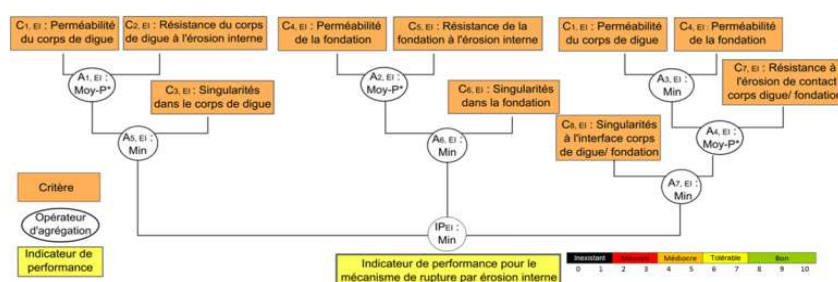 C1, EI : Perméabilité
du corps de digue
C2, EI : Résistance du corps
de digue à l'érosion interne
C4, EI : Perméabilité
de la fondation
C5, EI : Résistance de la
fondation à l'érosion interne
C1, EI : Perméabilité
du corps de digue
C4, EI : Perméabilité
de la fondation
A1, EI :
Moy-P*
C3, EI : Singularités
dans le corps de digue
A2, EI :
Moy-P*
C6, EI : Singularités
dans la fondation
A3, EI :
Min
C7, EI : Résistance à
l'érosion de contact
corps digue/ fondation
A5, EI :
Min
A6, EI :
Min
C8, EI : Singularités
à l'interface corps
de digue/ fondation
A4, EI :
Moy-P*
A7, EI :
Min
Critère
Opérateur
d'agrégation
Indicateur de
performance
IPEI :
Min
Indicateur de performance pour le
mécanisme de rupture par érosion interne
Inexistant Médiocre Tolérable Bon
0 1 2 3 4 5 6 7 8 9 10